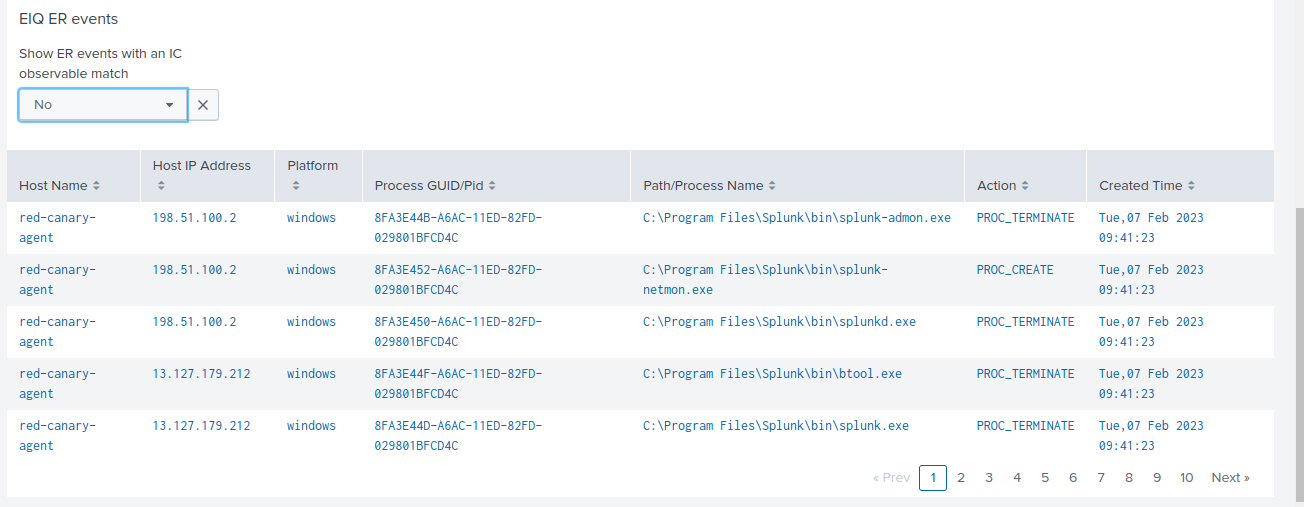 EIQ ER events
Show ER events with an IC
observable match
No
Host Name
Host IP Address
Platform
Process GUID/Pid
Path/Process Name
Action
Created Time
red-canary-
agent
198.51.100.2
windows
8FA3E44B-A6AC-11ED-82FD-
029801BFCD4C
C:\Program Files\Splunk\bin\splunk-admon.exe
PROC_TERMINATE
Tue,07 Feb 2023
09:41:23
red-canary-
agent
198.51.100.2
windows
8FA3E452-A6AC-11ED-82FD-
029801BFCD4C
C:\Program Files\Splunk\bin\splunk-
netmon.exe
PROC_CREATE
Tue,07 Feb 2023
09:41:23
red-canary-
agent
198.51.100.2
windows
8FA3E450-A6AC-11ED-82FD-
029801BFCD4C
C:\Program Files\Splunk\bin\splunkd.exe
PROC_TERMINATE
Tue,07 Feb 2023
09:41:23
red-canary-
agent
13.127.179.212
windows
8FA3E44F-A6AC-11ED-82FD-
029801BFCD4C
C:\Program Files\Splunk\bin\btool.exe
PROC_TERMINATE
Tue,07 Feb 2023
09:41:23
red-canary-
agent
13.127.179.212
windows
8FA3E44D-A6AC-11ED-82FD-
029801BFCD4C
C:\Program Files\Splunk\bin\splunk.exe
PROC_TERMINATE
Tue,07 Feb 2023
09:41:23
« Prev 1 2 3 4 5 6 7 8 9 10 Next »